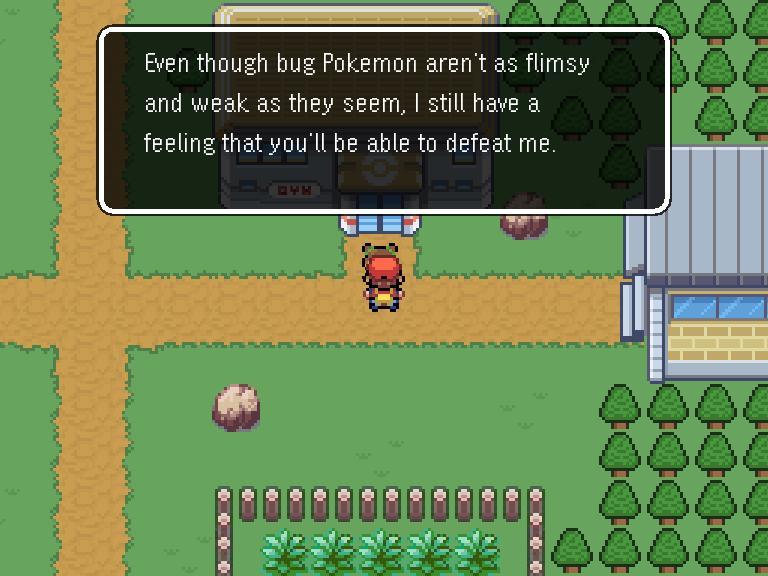 Even though bug Pokemon aren't as flimsy
and weak as they seem, I still have a
feeling that you'll be able to defeat me.
GYM